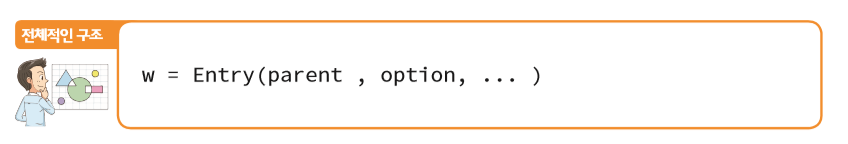 전체적인 구조
w = Entry(parent , option, ... )